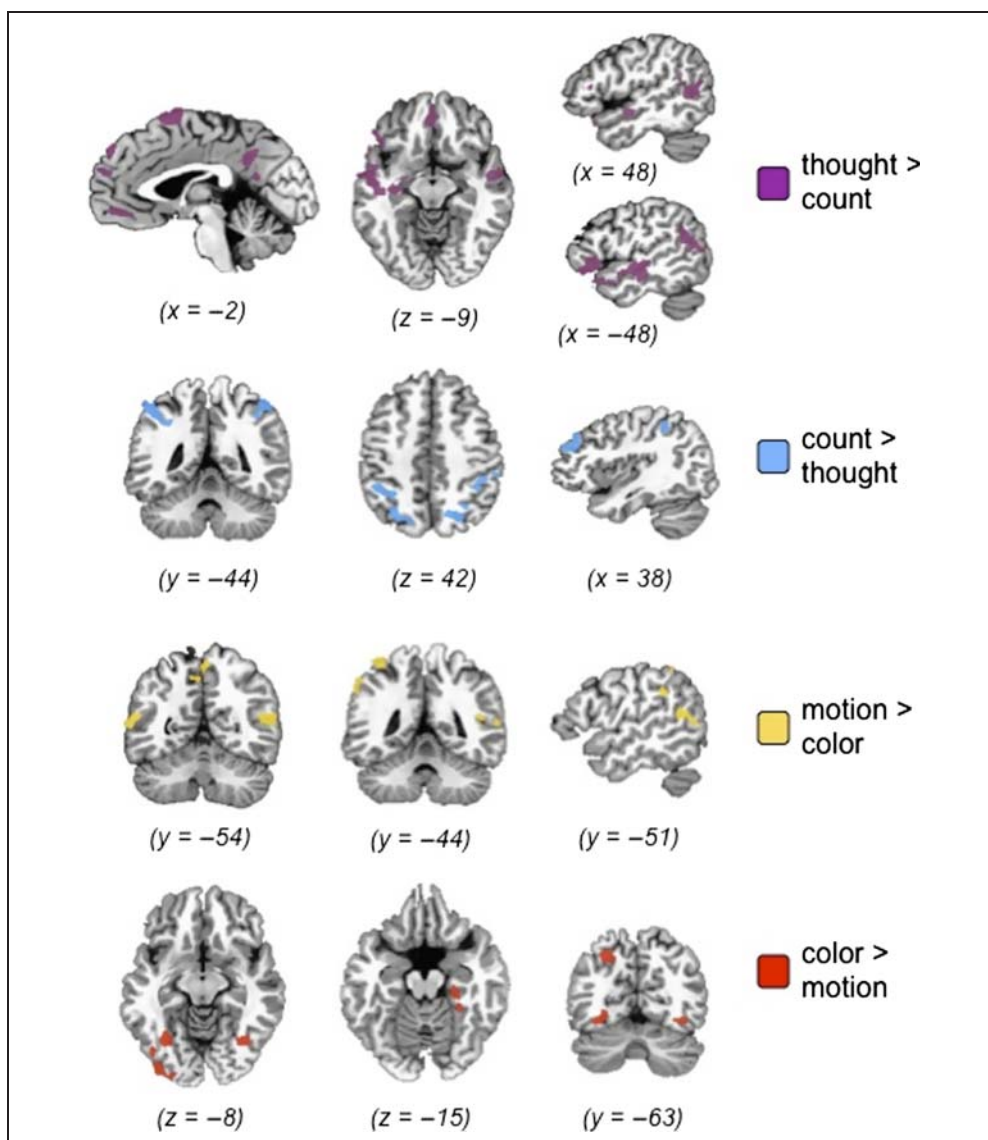 (x = 48)
thought >
count
(x = –2)
(z = –9)
(x = –48)
count >
thought
(y = –44)
(z = 42)
(x = 38)
motion >
color
(y = –54)
(y = –44)
(y = –51)
color >
motion
(z = –8)
(z = –15)
(y = –63)